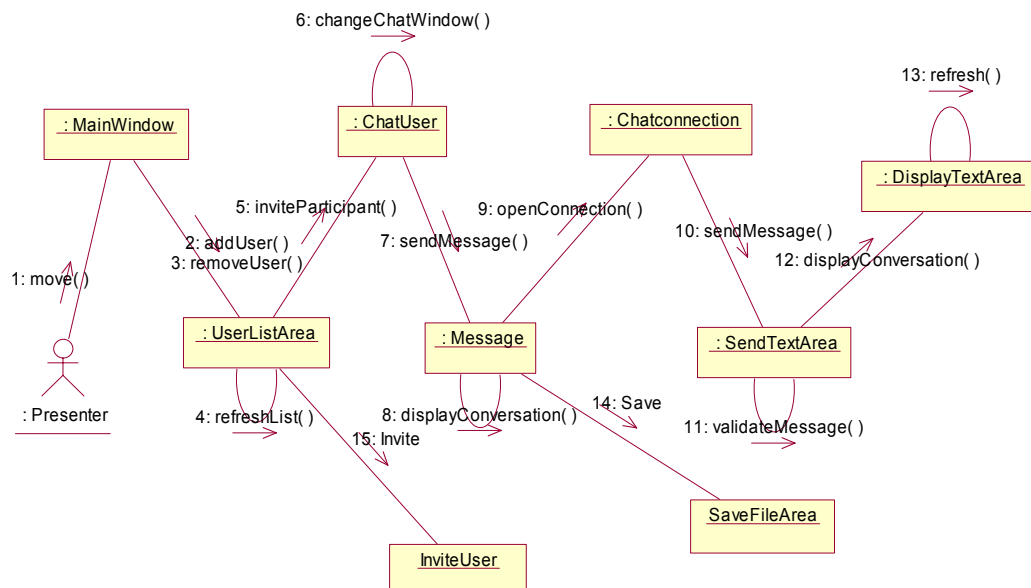 6: changeChatWindow( )
13: refresh( )
: MainWindow
: ChatUser
: Chatconnection
: DisplayTextArea
5: inviteParticipant( )
9: openConnection( )
2: addUser( )
7: sendMessage( )
10: sendMessage( )
3: removeUser( )
12: displayConversation( )
1: move( )
: UserListArea
: Message
: SendTextArea
: Presenter
4: refreshList( )
8: displayConversation( )
14: Save
11: validateMessage( )
15: Invite
SaveFileArea
InviteUser